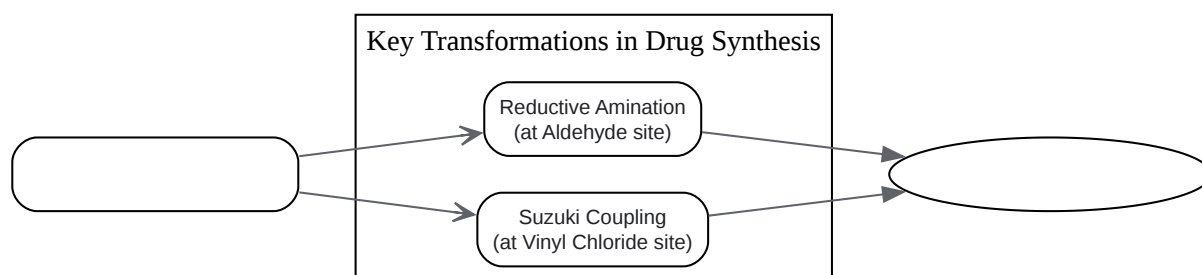 Key Transformations in Drug Synthesis
Reductive Amination
(at Aldehyde site)
Suzuki Coupling
(at Vinyl Chloride site)